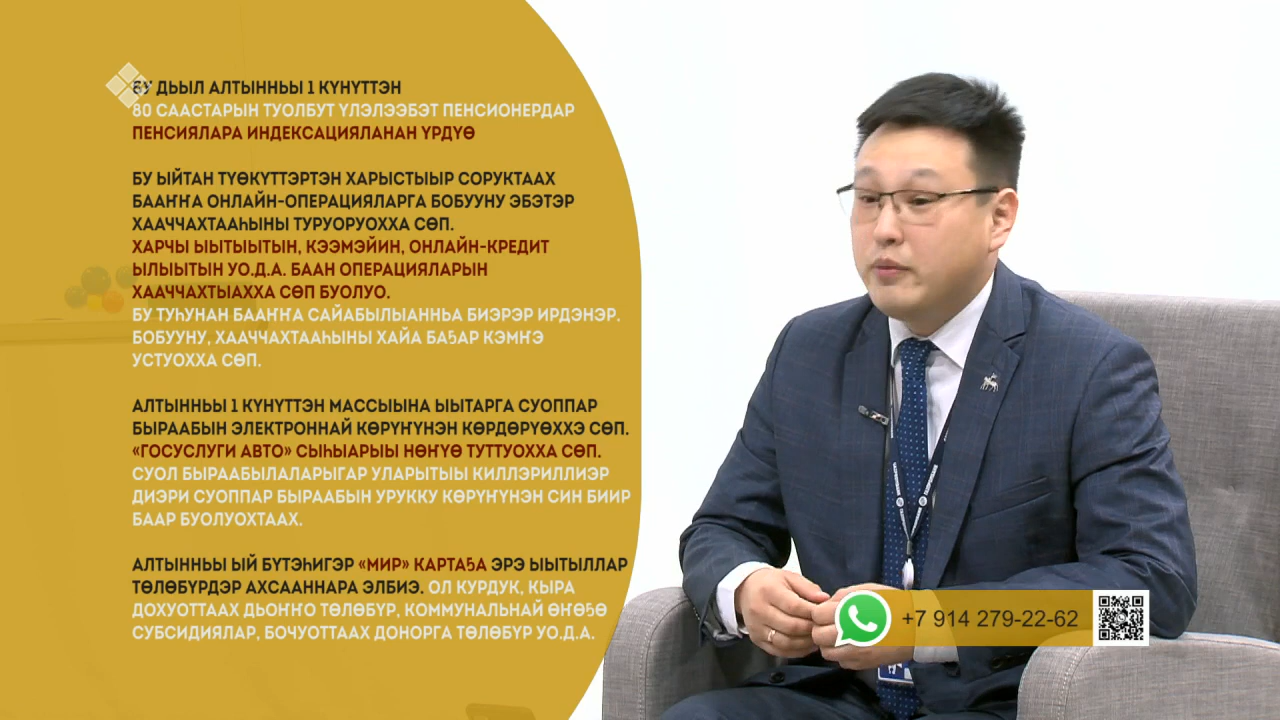 БУ ДЬЫЛ АЛТЫННЬЫ 1 КҮНҮТТЭН
80 СААСТАРЫН ТУОЛБУТ ҮЛЭЛЭЭБЭТ ПЕНСИОНЕРДАР
ПЕНСИЯЛАРА ИНДЕКСАЦИЯЛАНАН ҮРДҮӨ
БУ ЫЙТАН ТҮӨКҮТТЭРТЭН ХАРЫСТЫЫР СОРУКТААХ
БААҤҤА ОНЛАЙН-ОПЕРАЦИЯЛАРГА БОБУУНУ ЭБЭТЭР
ХААЧЧАХТААҺЫНЫ ТУРУОРУОХХА СӨП.
ХАРЧЫ ЫЫТЫЫТЫН, КЭЭМЭЙИН, ОНЛАЙН-КРЕДИТ
ЫЛЫЫТЫН УО.Д.А. БААН ОПЕРАЦИЯЛАРЫН
ХААЧЧАХТЫАХХА СӨП БУОЛУО.
БУ ТУҺУНАН БААҤҤА САЙАБЫЛЫАННЬА БИЭРЭР ИРДЭНЭР.
БОБУУНУ, ХААЧЧАХТААҺЫНЫ ХАЙА БАҔАР КЭМҤЭ
УСТУОХХА СӨП.
АЛТЫННЬЫ 1 КҮНҮТТЭН МАССЫЫНА ЫЫТАРГА СУОППАР
БЫРААБЫН ЭЛЕКТРОННАЙ КӨРҮҤҮНЭН КӨРДӨРҮӨХХЭ СӨП.
«ГОСУСЛУГИ АВТО» СЫҺЫАРЫЫ НӨҤҮӨ ТУТТУОХХА СӨП.
СУОЛ БЫРААБЫЛАЛАРЫГАР УЛАРЫТЫЫ КИЛЛЭРИЛЛИЭР
ДИЭРИ СУОППАР БЫРААБЫН УРУККУ КӨРҮҤҮНЭН СИН БИИР
БААР БУОЛУОХТААХ.
АЛТЫННЬЫ ЫЙ БҮТЭҺИГЭР «МИР» КАРТАҔА ЭРЭ ЫЫТЫЛЛАР
ТӨЛӨБҮРДЭР АХСААННАРА ЭЛБИЭ. ОЛ КУРДУК, КЫРА
ДОХУОТТААХ ДЬОҤҤО ТӨЛӨБҮР, КОММУНАЛЬНАЙ ӨҤӨҔӨ
СУБСИДИЯЛАР, БОЧУОТТААХ ДОНОРГА ТӨЛӨБҮР УО.Д.А.
+7 914 279-22-62